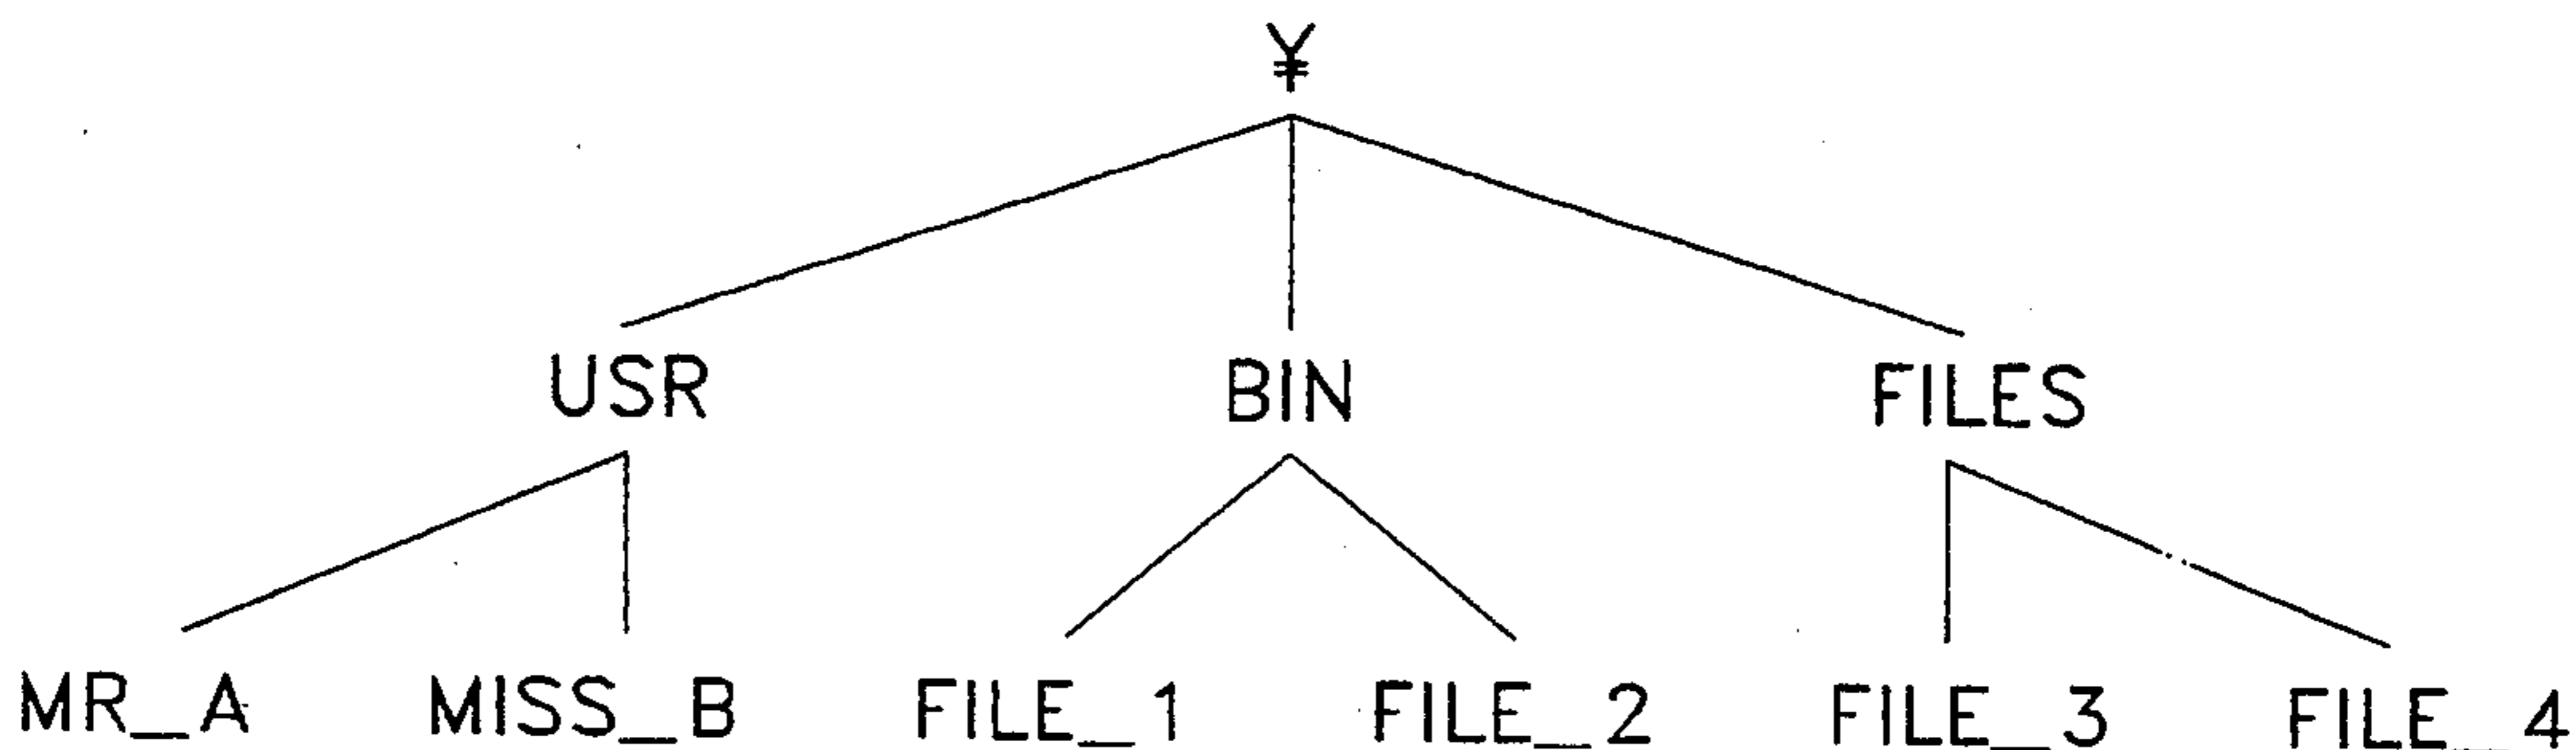 ¥
USR BIN FILES
MR_A MISS_B FILE_1 FILE_2 FILE_3 FILE_4